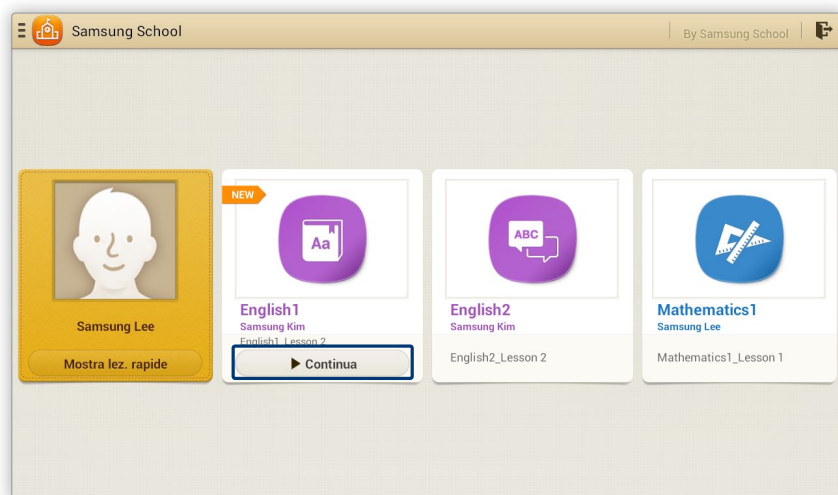 Samsung School
By Samsung School
Samsung Lee
Mostra lez. rapide
NEW
Aa
English1
Samsung Kim
English1_Lesson 2
Continua
ABC
English2
Samsung Kim
English2_Lesson 2
Mathematics1
Samsung Lee
Mathematics1_Lesson 1